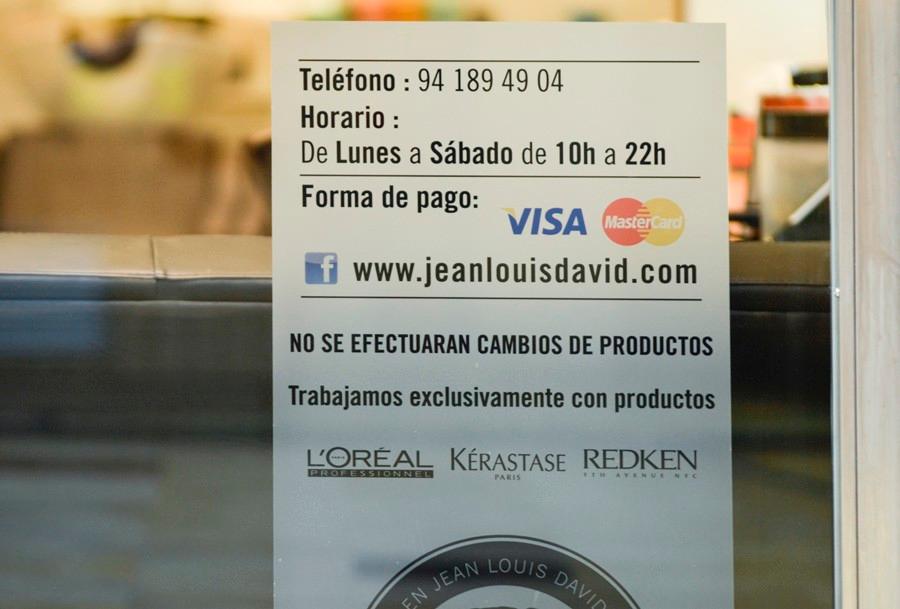 Teléfono : 94 189 49 04
Horario :
De Lunes a Sábado de 10h a 22h
Forma de pago:
VISA MasterCard
f www.jeanlouisdavid.com
NO SE EFECTUARAN CAMBIOS DE PRODUCTOS
Trabajamos exclusivamente con productos
L'ORÉAL KÉRASTASE REDKEN
PROFESSIONNEL PARIS 5TH AVENUE NYC
EN JEAN LOUIS DAVID